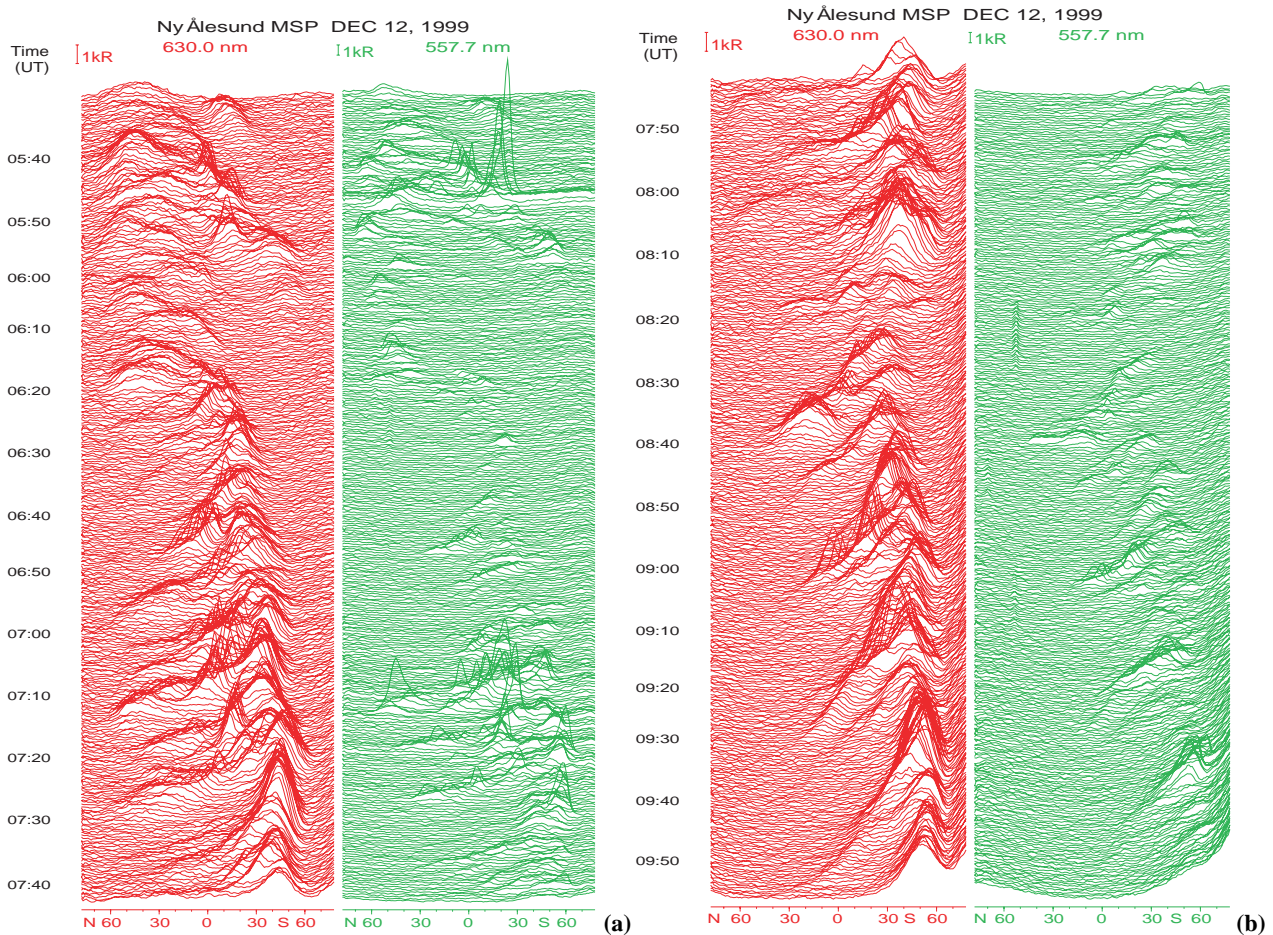 Ny Ålesund MSP DEC 12, 1999
Time (UT)
1kR
630.0 nm
1kR
557.7 nm
05:40
05:50
06:00
06:10
06:20
06:30
06:40
06:50
07:00
07:10
07:20
07:30
07:40
N 60 30 0 30 S 60
60 30 0 30 S 60
(a)
Ny Ålesund MSP DEC 12, 1999
Time (UT)
1kR
630.0 nm
1kR
557.7 nm
07:50
08:00
08:10
08:20
08:30
08:40
08:50
09:00
09:10
09:20
09:30
09:40
09:50
N 60 30 0 30 S 60
N 60 30 0 30 S 60
(b)